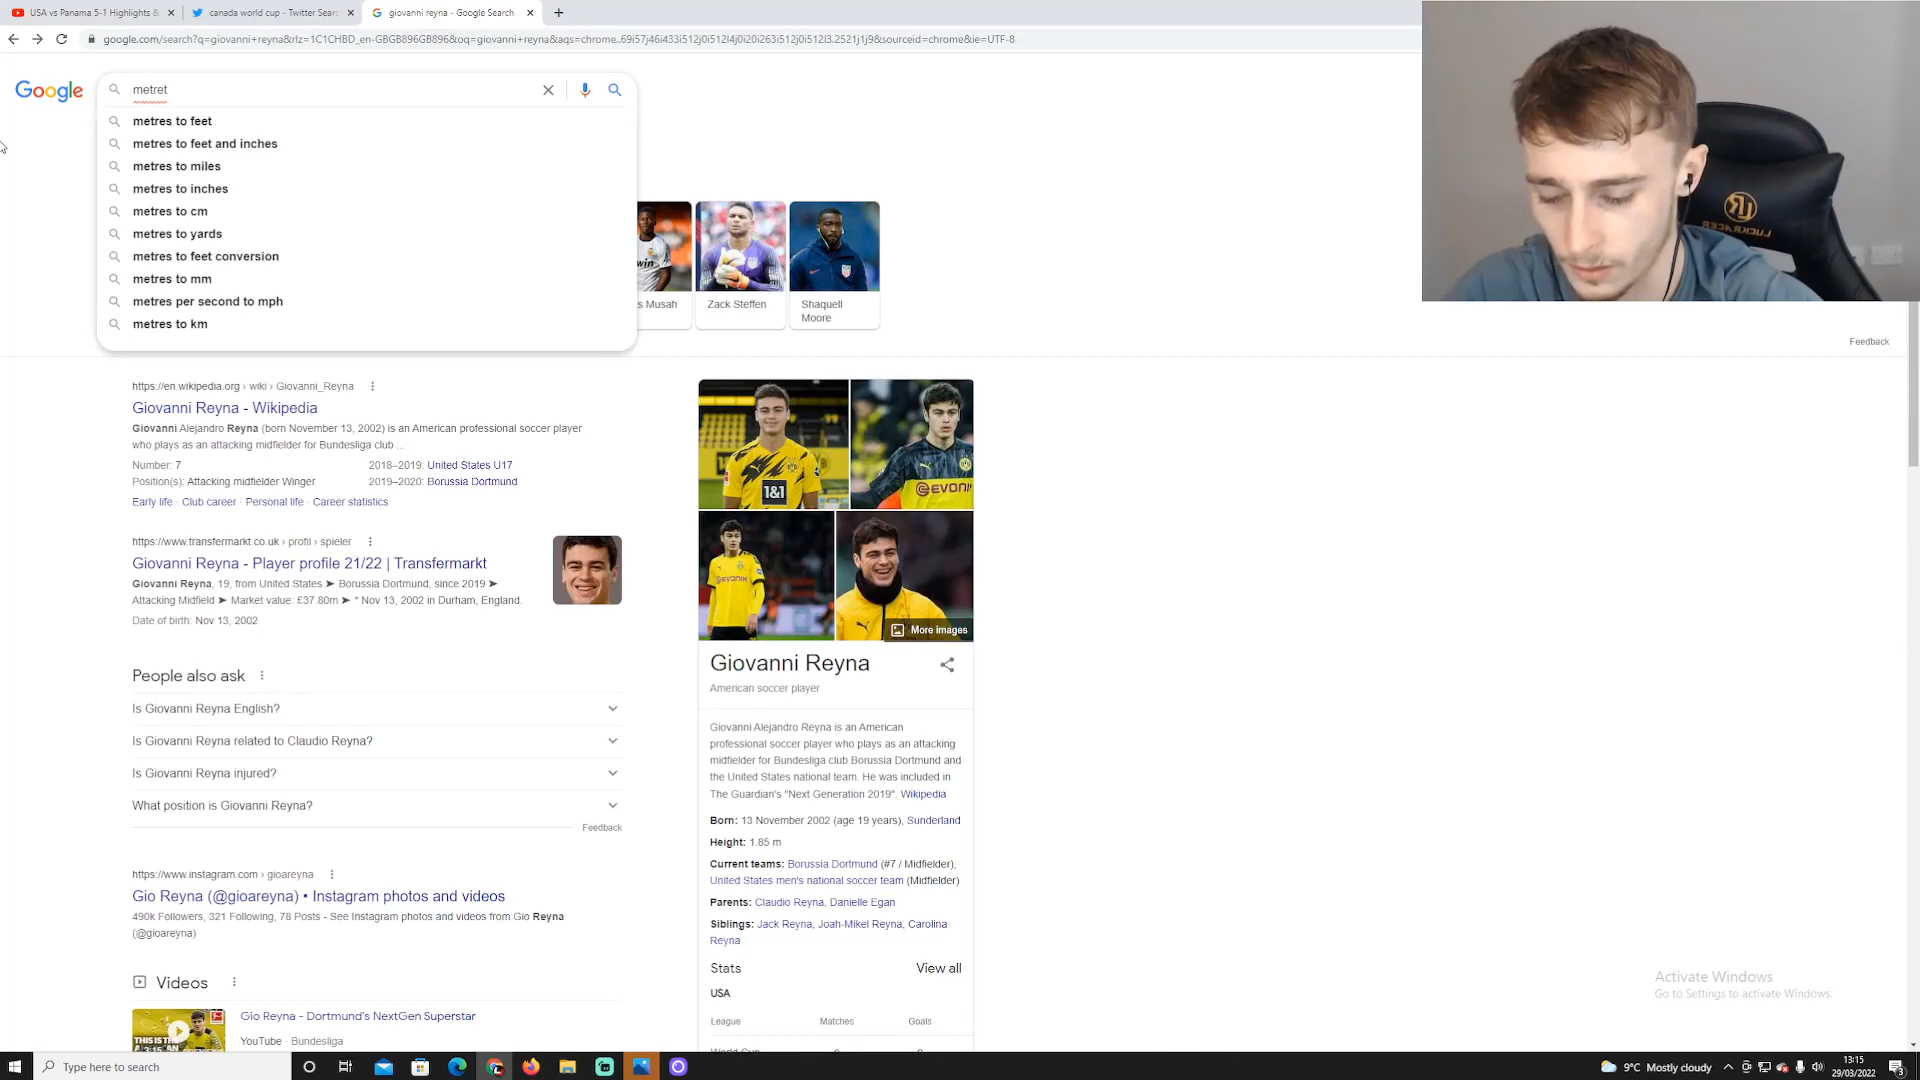 USA vs Panama 5-1 Highlights &
canada world cup - Twitter Sear
giovanni reyna - Google Search
google.com/search?q=giovanni+reyna&rlz=1C1CHBD_en-GBGB896GB896&oq=giovanni+reyna&aqs=chrome..69i57j46i433i512j0i512l4j0i20i263i512j0i512l3.2521j1j9&sourceid=chrome&ie=UTF-8
Google
metret
metres to feet
metres to feet and inches
metres to miles
metres to inches
metres to cm
metres to yards
metres to feet conversion
metres to mm
metres per second to mph
metres to km
s Musah
Zack Steffen
Shaquell
Moore
Feedback
https://en.wikipedia.org › wiki › Giovanni_Reyna
Giovanni Reyna - Wikipedia
Giovanni Alejandro Reyna (born November 13, 2002) is an American professional soccer player
who plays as an attacking midfielder for Bundesliga club ...
Number: 7
2018–2019: United States U17
Position(s): Attacking midfielder Winger
2019–2020: Borussia Dortmund
Early life · Club career · Personal life · Career statistics
https://www.transfermarkt.co.uk › profil › spieler
Giovanni Reyna - Player profile 21/22 | Transfermarkt
Giovanni Reyna, 19, from United States ➤ Borussia Dortmund, since 2019 ➤
Attacking Midfield ➤ Market value: £37.80m ➤ * Nov 13, 2002 in Durham, England.
Date of birth: Nov 13, 2002
People also ask
Is Giovanni Reyna English?
Is Giovanni Reyna related to Claudio Reyna?
Is Giovanni Reyna injured?
What position is Giovanni Reyna?
Feedback
https://www.instagram.com › gioareyna
Gio Reyna (@gioareyna) • Instagram photos and videos
490k Followers, 321 Following, 78 Posts - See Instagram photos and videos from Gio Reyna
(@gioareyna)
Videos
THIS IS
3:15
Gio Reyna - Dortmund's NextGen Superstar
YouTube · Bundesliga
1&1
EVONIK
EVONIK
More images
Giovanni Reyna
American soccer player
Giovanni Alejandro Reyna is an American
professional soccer player who plays as an attacking
midfielder for Bundesliga club Borussia Dortmund and
the United States national team. He was included in
The Guardian's "Next Generation 2019". Wikipedia
Born: 13 November 2002 (age 19 years), Sunderland
Height: 1.85 m
Current teams: Borussia Dortmund (#7 / Midfielder),
United States men's national soccer team (Midfielder)
Parents: Claudio Reyna, Danielle Egan
Siblings: Jack Reyna, Joah-Mikel Reyna, Carolina
Reyna
Stats
View all
USA
League
Matches
Goals
Activate Windows
Go to Settings to activate Windows.
Type here to search
9°C Mostly cloudy
13:15
29/03/2022